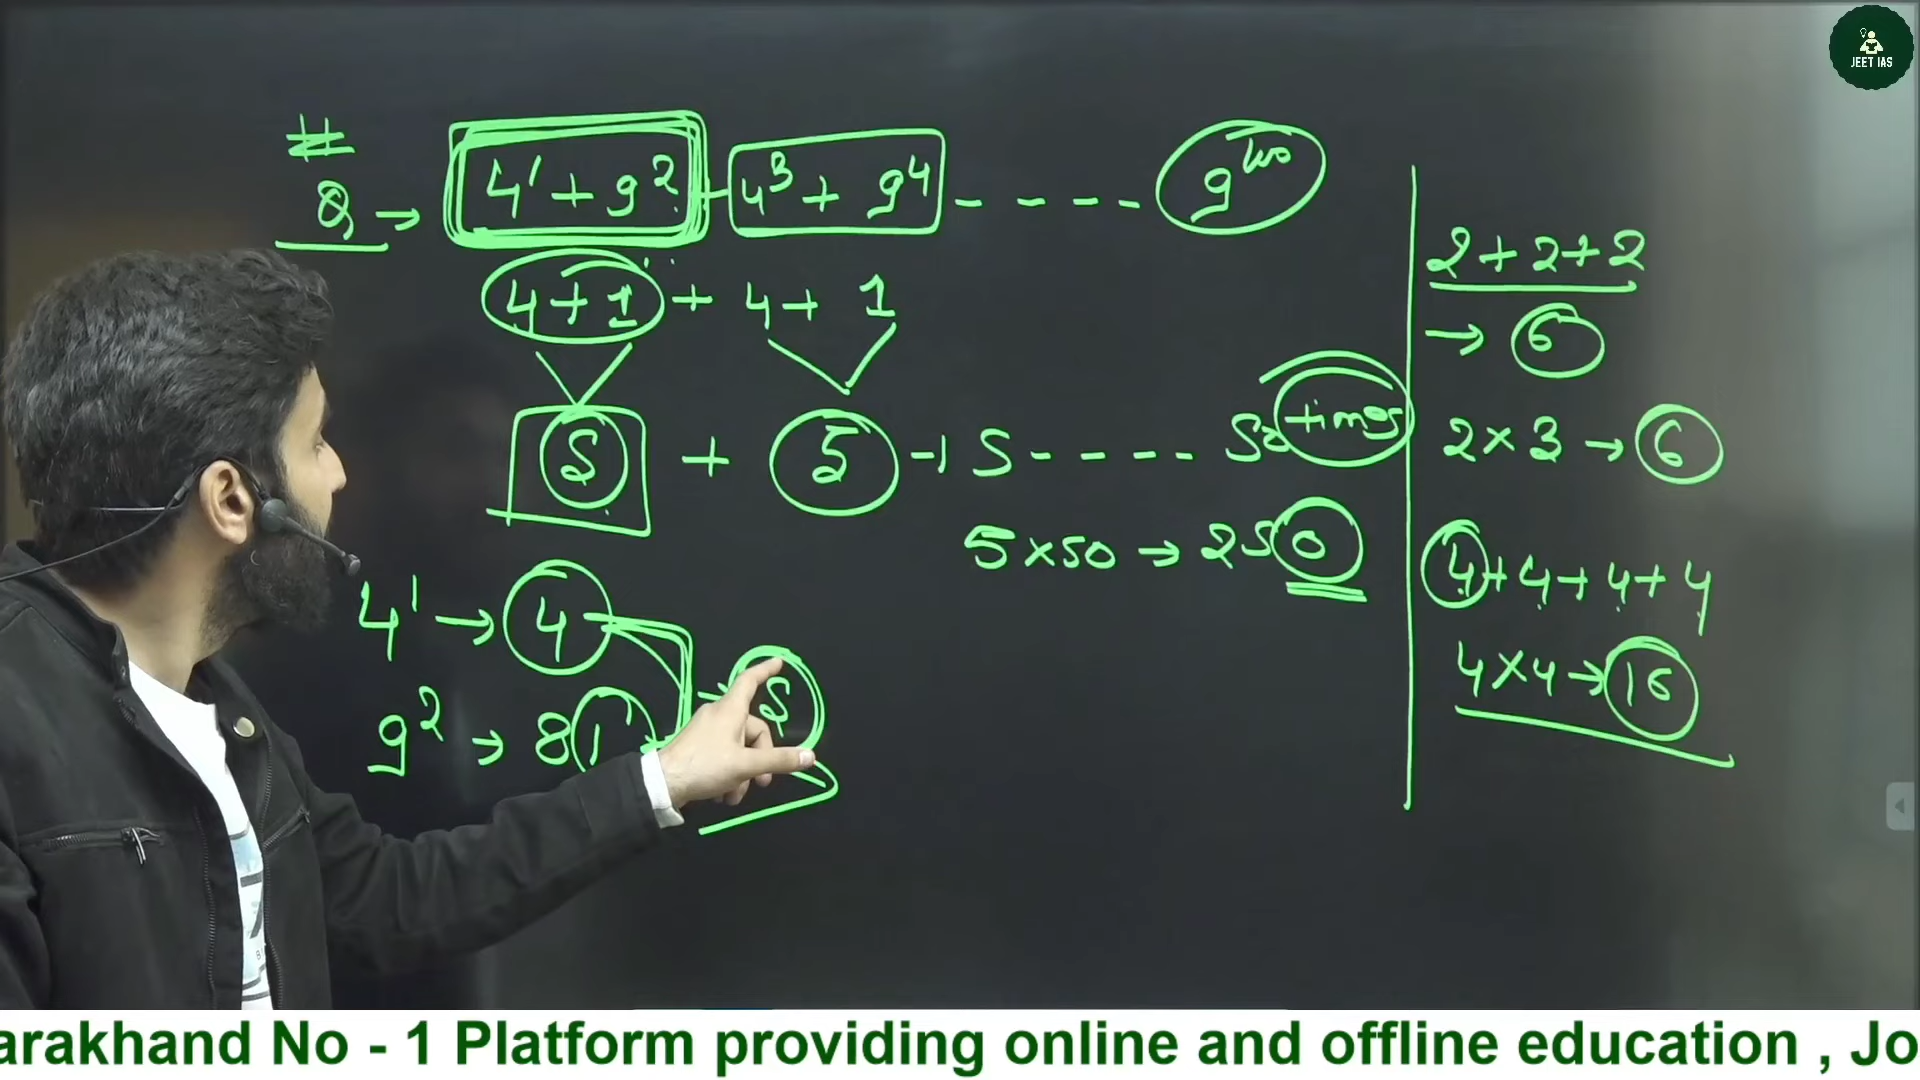 JEET IAS
#
Q → 4¹ + 9² + 4³ + 9⁴ - - - - 9¹⁰⁰
4 + 1 + 4 + 1
5 + 5 + 5 - - - - 50 times
5 × 50 → 250
4¹ → 4
9² → 81
5
2 + 2 + 2
→ 6
2 × 3 → 6
4 + 4 + 4 + 4
4 × 4 → 16
arakhand No - 1 Platform providing online and offline education , Jo